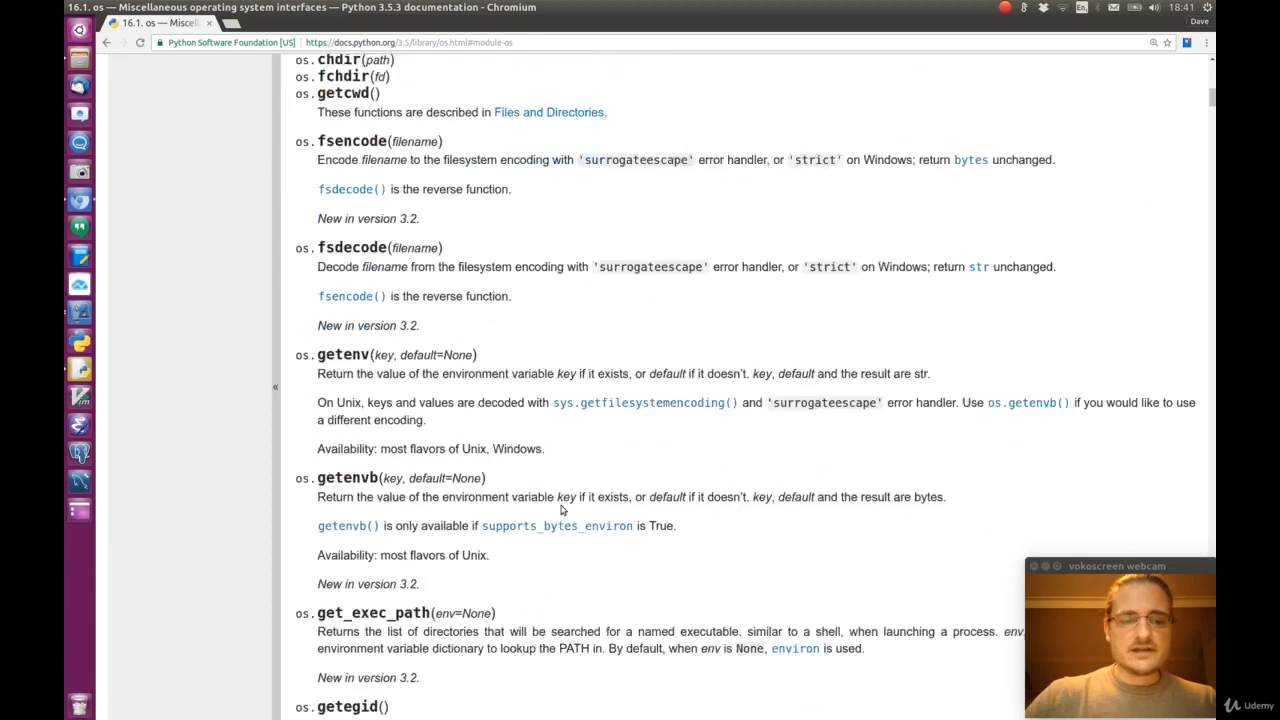 16.1. os — Miscellaneous operating system interfaces — Python 3.5.3 documentation - Chromium
En
18:41
16.1. os — Miscell
Dave
Python Software Foundation [US]
https://docs.python.org/3.5/library/os.html#module-os
os.chdir(path)
os.fchdir(fd)
os.getcwd()
These functions are described in Files and Directories.
os.fsencode(filename)
Encode filename to the filesystem encoding with 'surrogateescape' error handler, or 'strict' on Windows; return bytes unchanged.
fsdecode() is the reverse function.
New in version 3.2.
os.fsdecode(filename)
Decode filename from the filesystem encoding with 'surrogateescape' error handler, or 'strict' on Windows; return str unchanged.
fsencode() is the reverse function.
New in version 3.2.
os.getenv(key, default=None)
«
Return the value of the environment variable key if it exists, or default if it doesn't. key, default and the result are str.
On Unix, keys and values are decoded with sys.getfilesystemencoding() and 'surrogateescape' error handler. Use os.getenvb() if you would like to use
a different encoding.
Availability: most flavors of Unix, Windows.
os.getenvb(key, default=None)
Return the value of the environment variable key if it exists, or default if it doesn't. key, default and the result are bytes.
getenvb() is only available if supports_bytes_environ is True.
Availability: most flavors of Unix.
New in version 3.2.
os.get_exec_path(env=None)
Returns the list of directories that will be searched for a named executable, similar to a shell, when launching a process. env,
environment variable dictionary to lookup the PATH in. By default, when env is None, environ is used.
New in version 3.2.
os.getegid()
vokoscreen webcam
Udemy